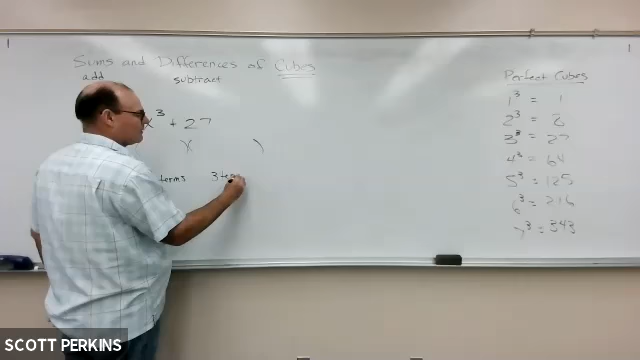 Sums and Differences of Cubes
add subtract
x³ + 27
)( )
terms 3 term
Perfect Cubes
1³ = 1
2³ = 8
3³ = 27
4³ = 64
5³ = 125
6³ = 216
7³ = 343
SCOTT PERKINS